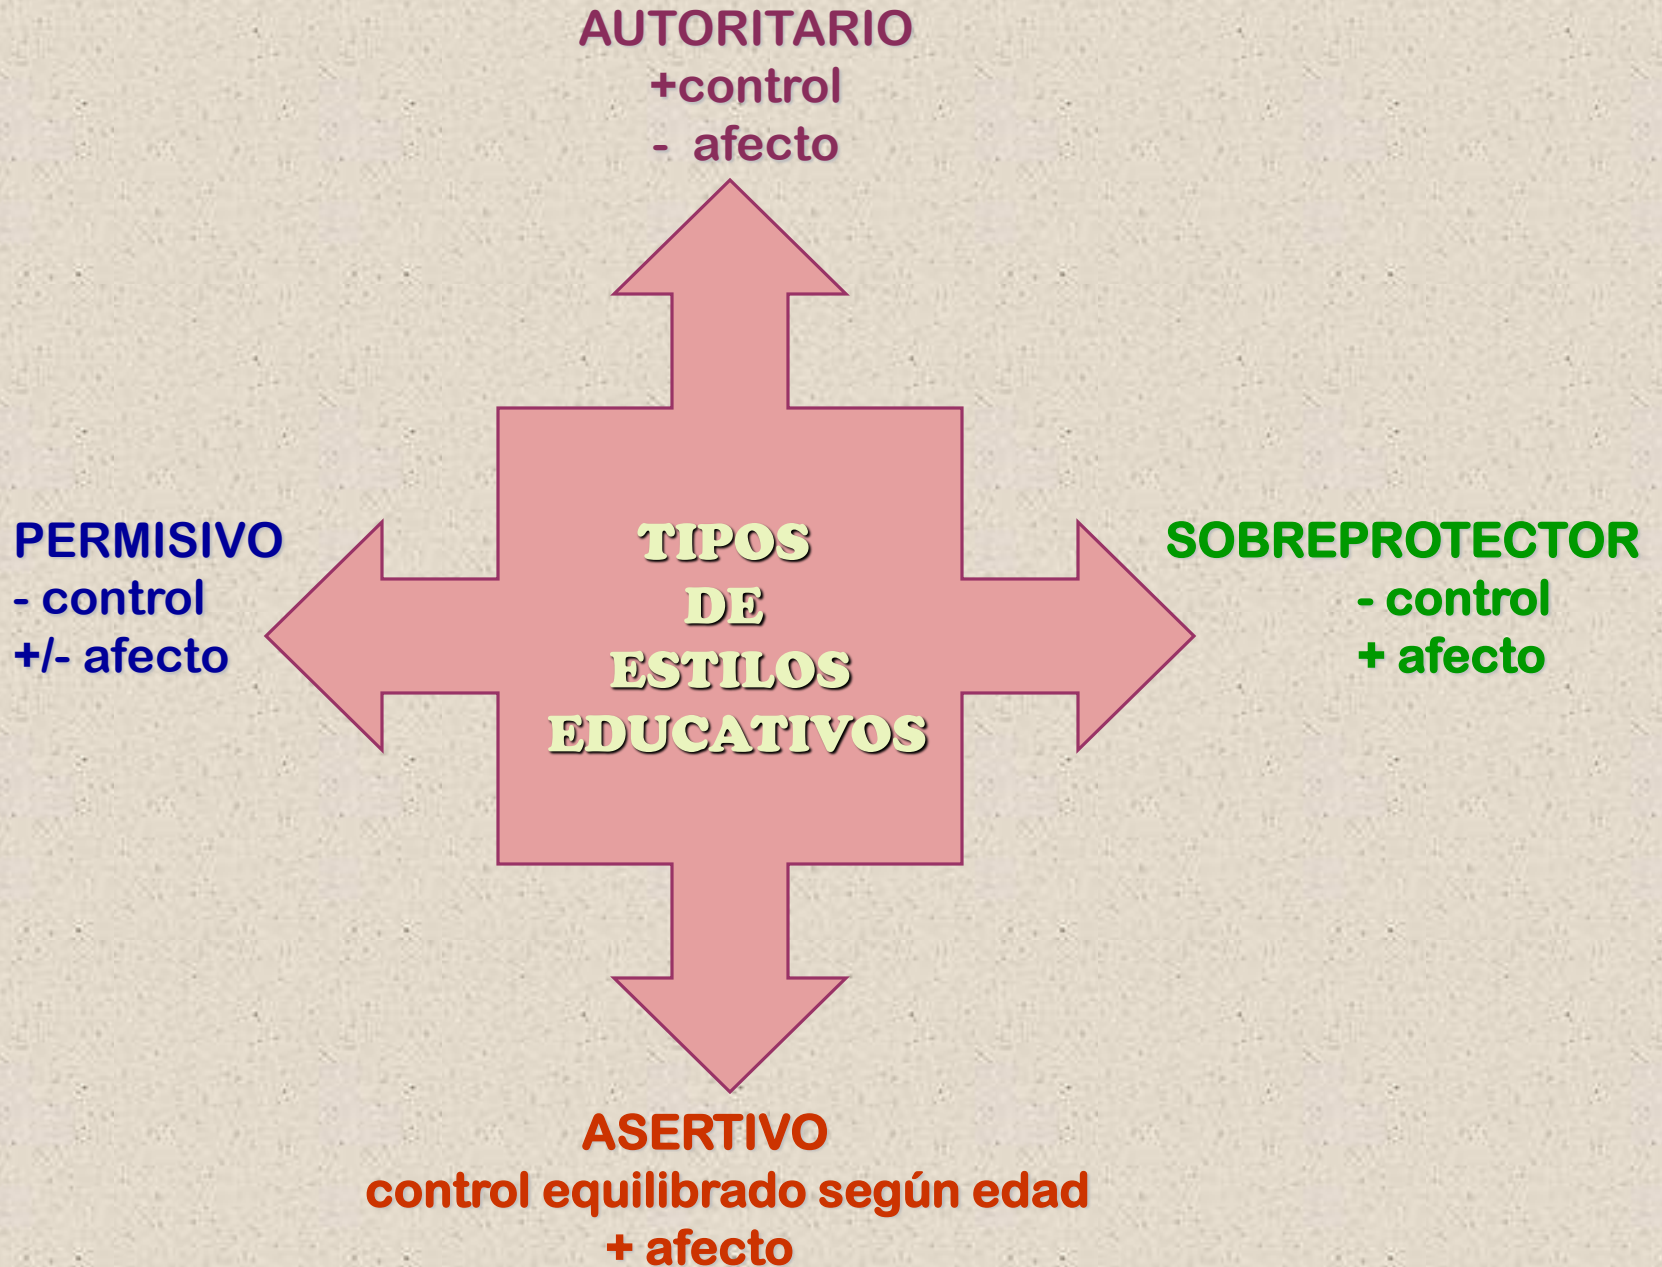 AUTORITARIO
+control
- afecto
PERMISIVO
- control
+/- afecto
TIPOS
DE
ESTILOS
EDUCATIVOS
SOBREPROTECTOR
- control
+ afecto
ASERTIVO
control equilibrado según edad
+ afecto